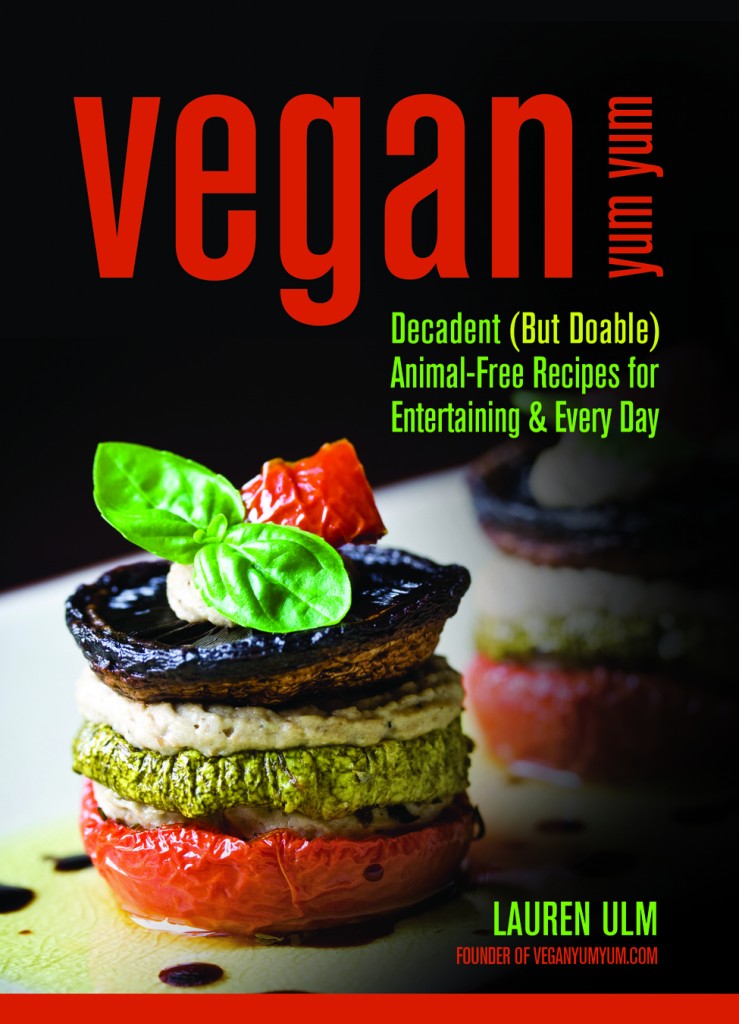 vegan
yum yum
Decadent (But Doable)
Animal-Free Recipes for
Entertaining & Every Day
LAUREN ULM
FOUNDER OF VEGANYUMYUM.COM